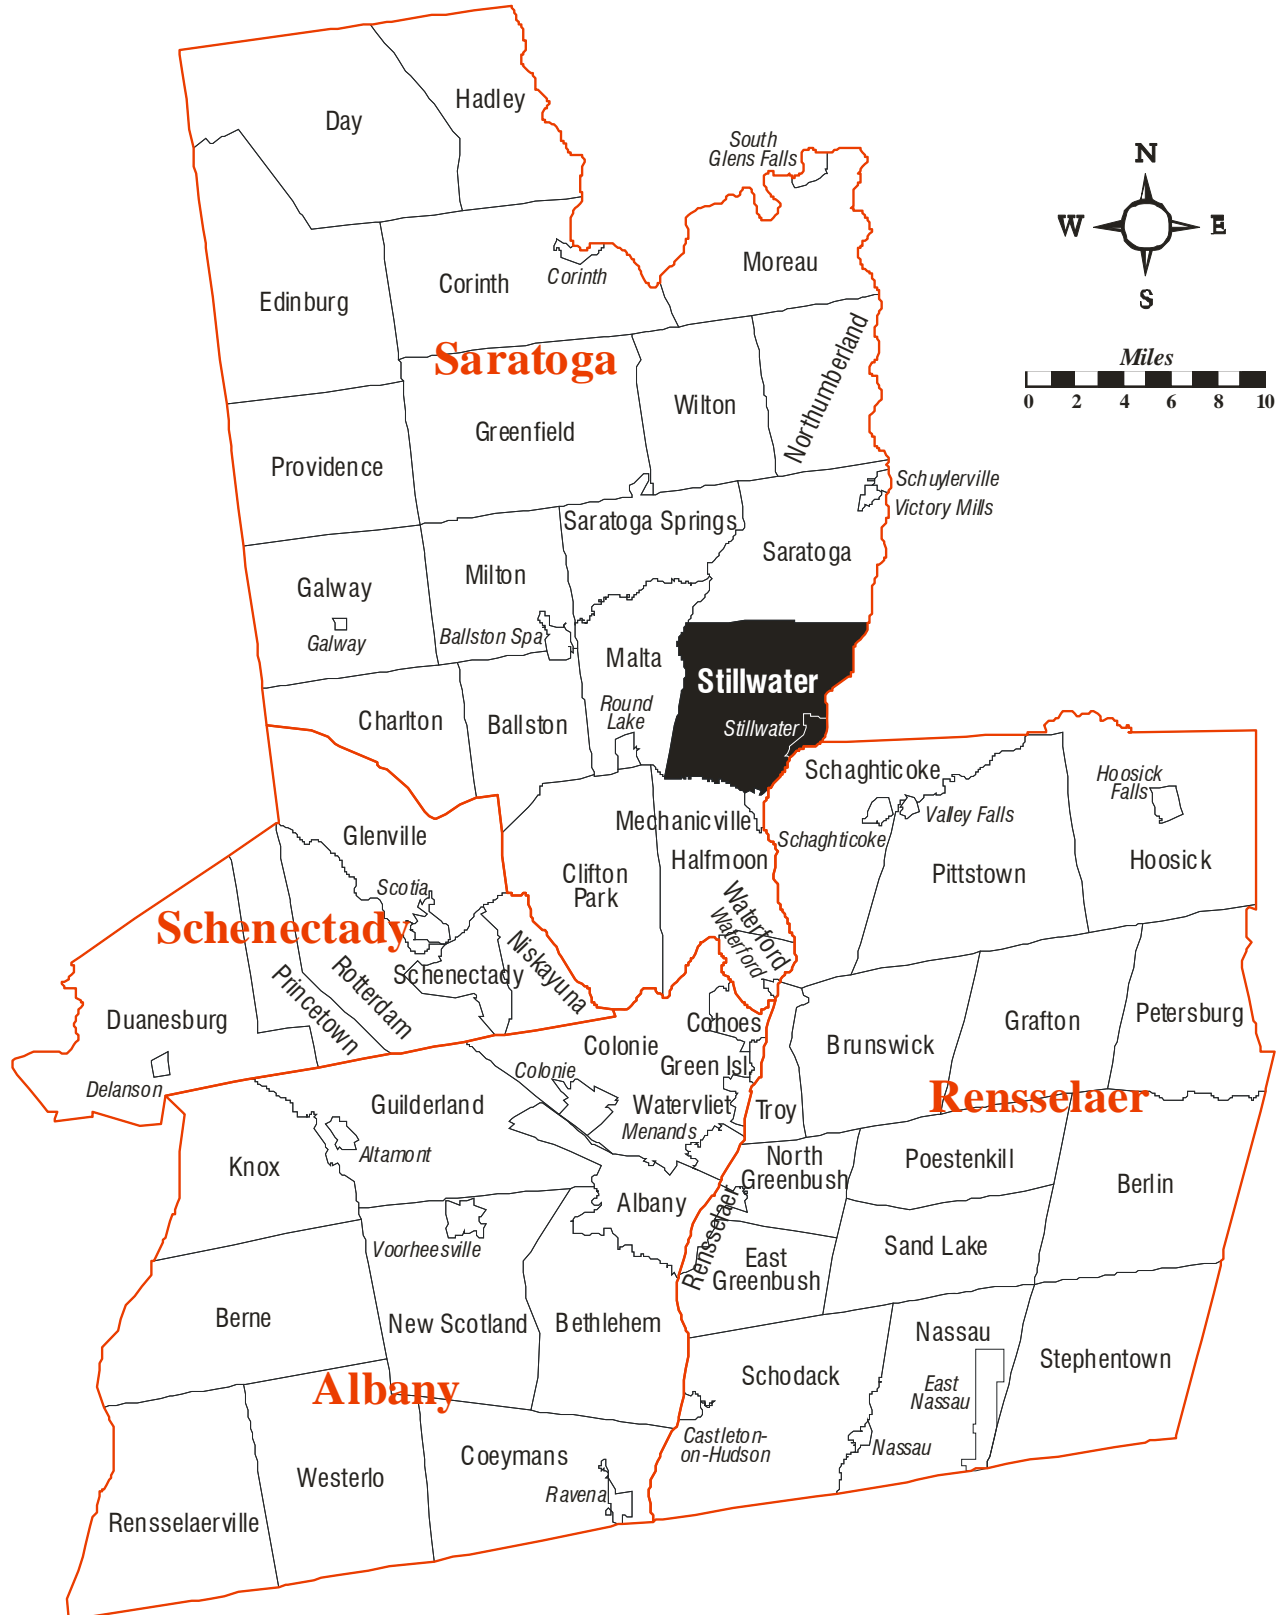 Hadley
Day
South
Glens Falls
N
W
E
S
Moreau
Corinth
Corinth
Edinburg
Northumberland
Saratoga
Miles
0 2 4 6 8 10
Wilton
Greenfield
Providence
Schuylerville
Victory Mills
Saratoga Springs
Saratoga
Milton
Galway
Galway
Ballston Spa
Malta
Stillwater
Round
Lake
Stillwater
Charlton
Ballston
Schaghticoke
Hoosick
Falls
Valley Falls
Mechanicville
Schaghticoke
Glenville
Halfmoon
Hoosick
Clifton
Park
Pittstown
Scotia
Waterford
Waterford
Schenectady
Niskayuna
Rotterdam
Schenectady
Princetown
Duanesburg
Cohoes
Grafton
Petersburg
Colonie
Brunswick
Green Isl.
Colonie
Delanson
Rensselaer
Guilderland
Watervliet
Troy
Menands
Altamont
North
Greenbush
Poestenkill
Knox
Berlin
Albany
Rensselaer
Voorheesville
Sand Lake
East
Greenbush
Berne
New Scotland
Bethlehem
Nassau
Stephentown
Schodack
Albany
East
Nassau
Castleton-
on-Hudson
Nassau
Coeymans
Westerlo
Ravena
Rensselaerville